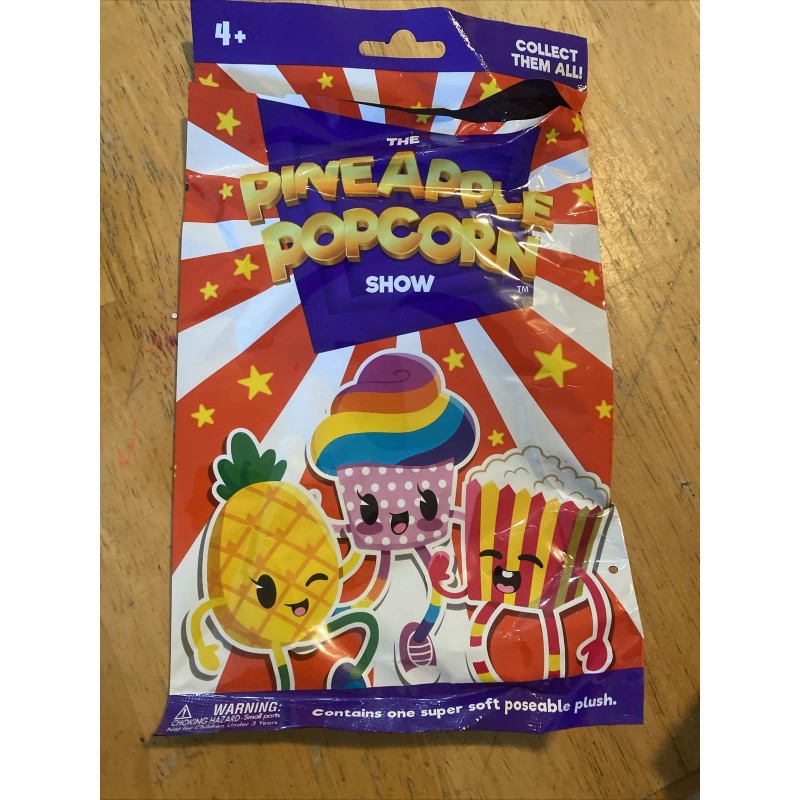 4+
COLLECT
THEM ALL!
THE
PINEAPPLE
POPCORN
SHOW
TM
WARNING:
CHOKING HAZARD-Small parts
Not for Children Under 3 Years
Contains one super soft poseable plush.